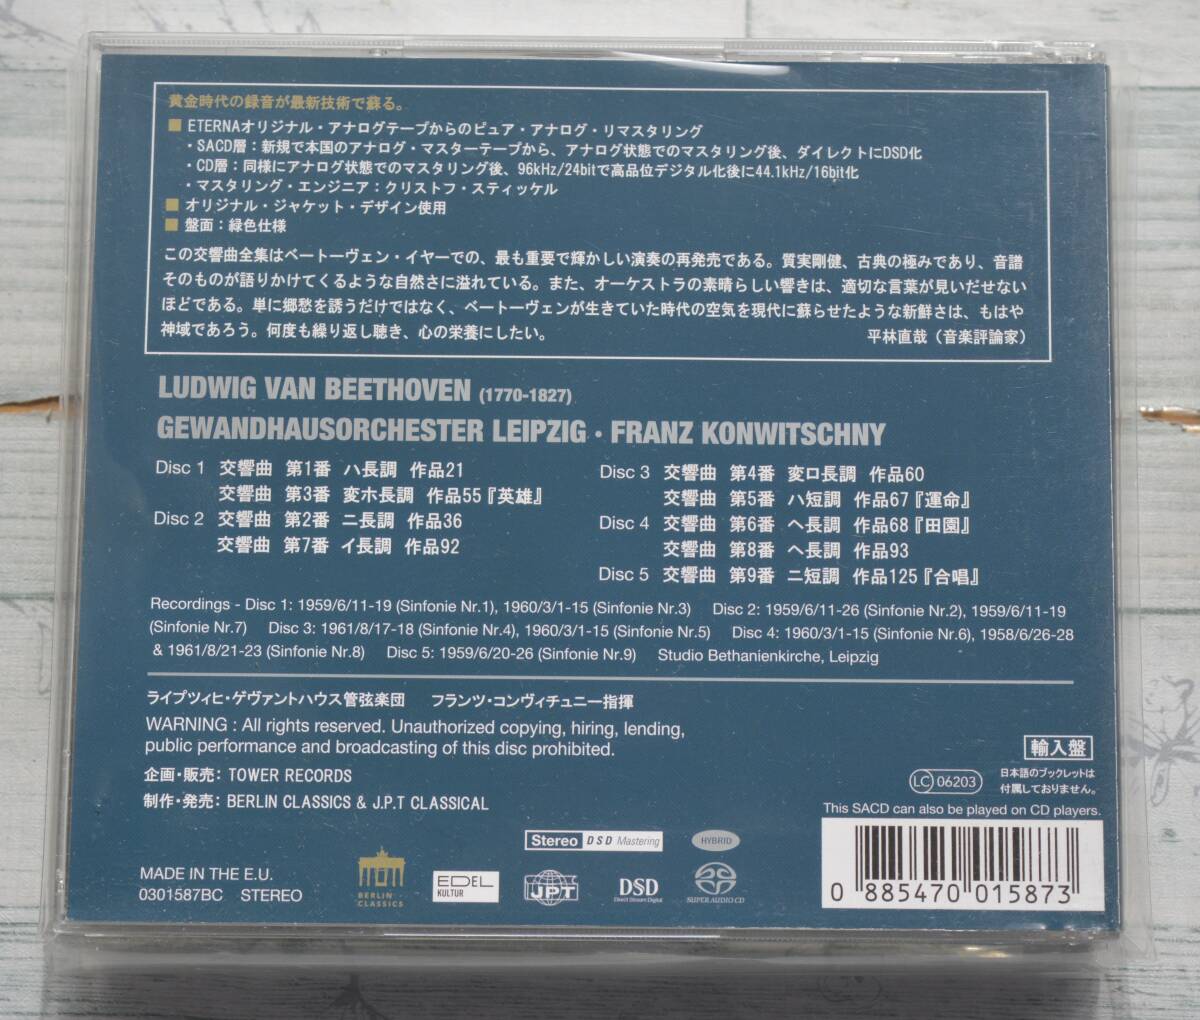 黄金時代の録音が最新技術で蘇る。
■ ETERNAオリジナル・アナログテープからのピュア・アナログ・リマスタリング
・SACD層：新規で本国のアナログ・マスターテープから、アナログ状態でのマスタリング後、ダイレクトにDSD化
・CD層：同様にアナログ状態でのマスタリング後、96kHz/24bitで高品位デジタル化後に44.1kHz/16bit化
・マスタリング・エンジニア：クリストフ・スティッケル
■ オリジナル・ジャケット・デザイン使用
■ 盤面：緑色仕様
この交響曲全集はベートーヴェン・イヤーでの、最も重要で輝かしい演奏の再発売である。質実剛健、古典の極みであり、音譜
そのものが語りかけてくるような自然さに溢れている。また、オーケストラの素晴らしい響きは、適切な言葉が見いだせない
ほどである。単に郷愁を誘うだけではなく、ベートーヴェンが生きていた時代の空気を現代に蘇らせたような新鮮さは、もはや
神域であろう。何度も繰り返し聴き、心の栄養にしたい。 平林直哉（音楽評論家）
LUDWIG VAN BEETHOVEN (1770-1827)
GEWANDHAUSORCHESTER LEIPZIG・FRANZ KONWITSCHNY
Disc 1 交響曲 第1番 ハ長調 作品21
交響曲 第3番 変ホ長調 作品55『英雄』
Disc 2 交響曲 第2番 ニ長調 作品36
交響曲 第7番 イ長調 作品92
Disc 3 交響曲 第4番 変ロ長調 作品60
交響曲 第5番 ハ短調 作品67『運命』
Disc 4 交響曲 第6番 ヘ長調 作品68『田園』
交響曲 第8番 ヘ長調 作品93
Disc 5 交響曲 第9番 ニ短調 作品125『合唱』
Recordings - Disc 1: 1959/6/11-19 (Sinfonie Nr.1), 1960/3/1-15 (Sinfonie Nr.3) Disc 2: 1959/6/11-26 (Sinfonie Nr.2), 1959/6/11-19
(Sinfonie Nr.7) Disc 3: 1961/8/17-18 (Sinfonie Nr.4), 1960/3/1-15 (Sinfonie Nr.5) Disc 4: 1960/3/1-15 (Sinfonie Nr.6), 1958/6/26-28
& 1961/8/21-23 (Sinfonie Nr.8) Disc 5: 1959/6/20-26 (Sinfonie Nr.9) Studio Bethanienkirche, Leipzig
ライプツィヒ・ゲヴァントハウス管弦楽団 フランツ・コンヴィチュニー指揮
WARNING : All rights reserved. Unauthorized copying, hiring, lending,
public performance and broadcasting of this disc prohibited.
企画・販売： TOWER RECORDS
制作・発売： BERLIN CLASSICS & J.P.T CLASSICAL
輸入盤
LC 06203
日本語のブックレットは
付属しておりません。
This SACD can also be played on CD players.
Stereo DSD Mastering
HYBRID
MADE IN THE E.U.
0301587BC STEREO
BERLIN
CLASSICS
EDEL
KULTUR
JPT
DSD
Direct Stream Digital
SUPER AUDIO CD
0 885470 015873